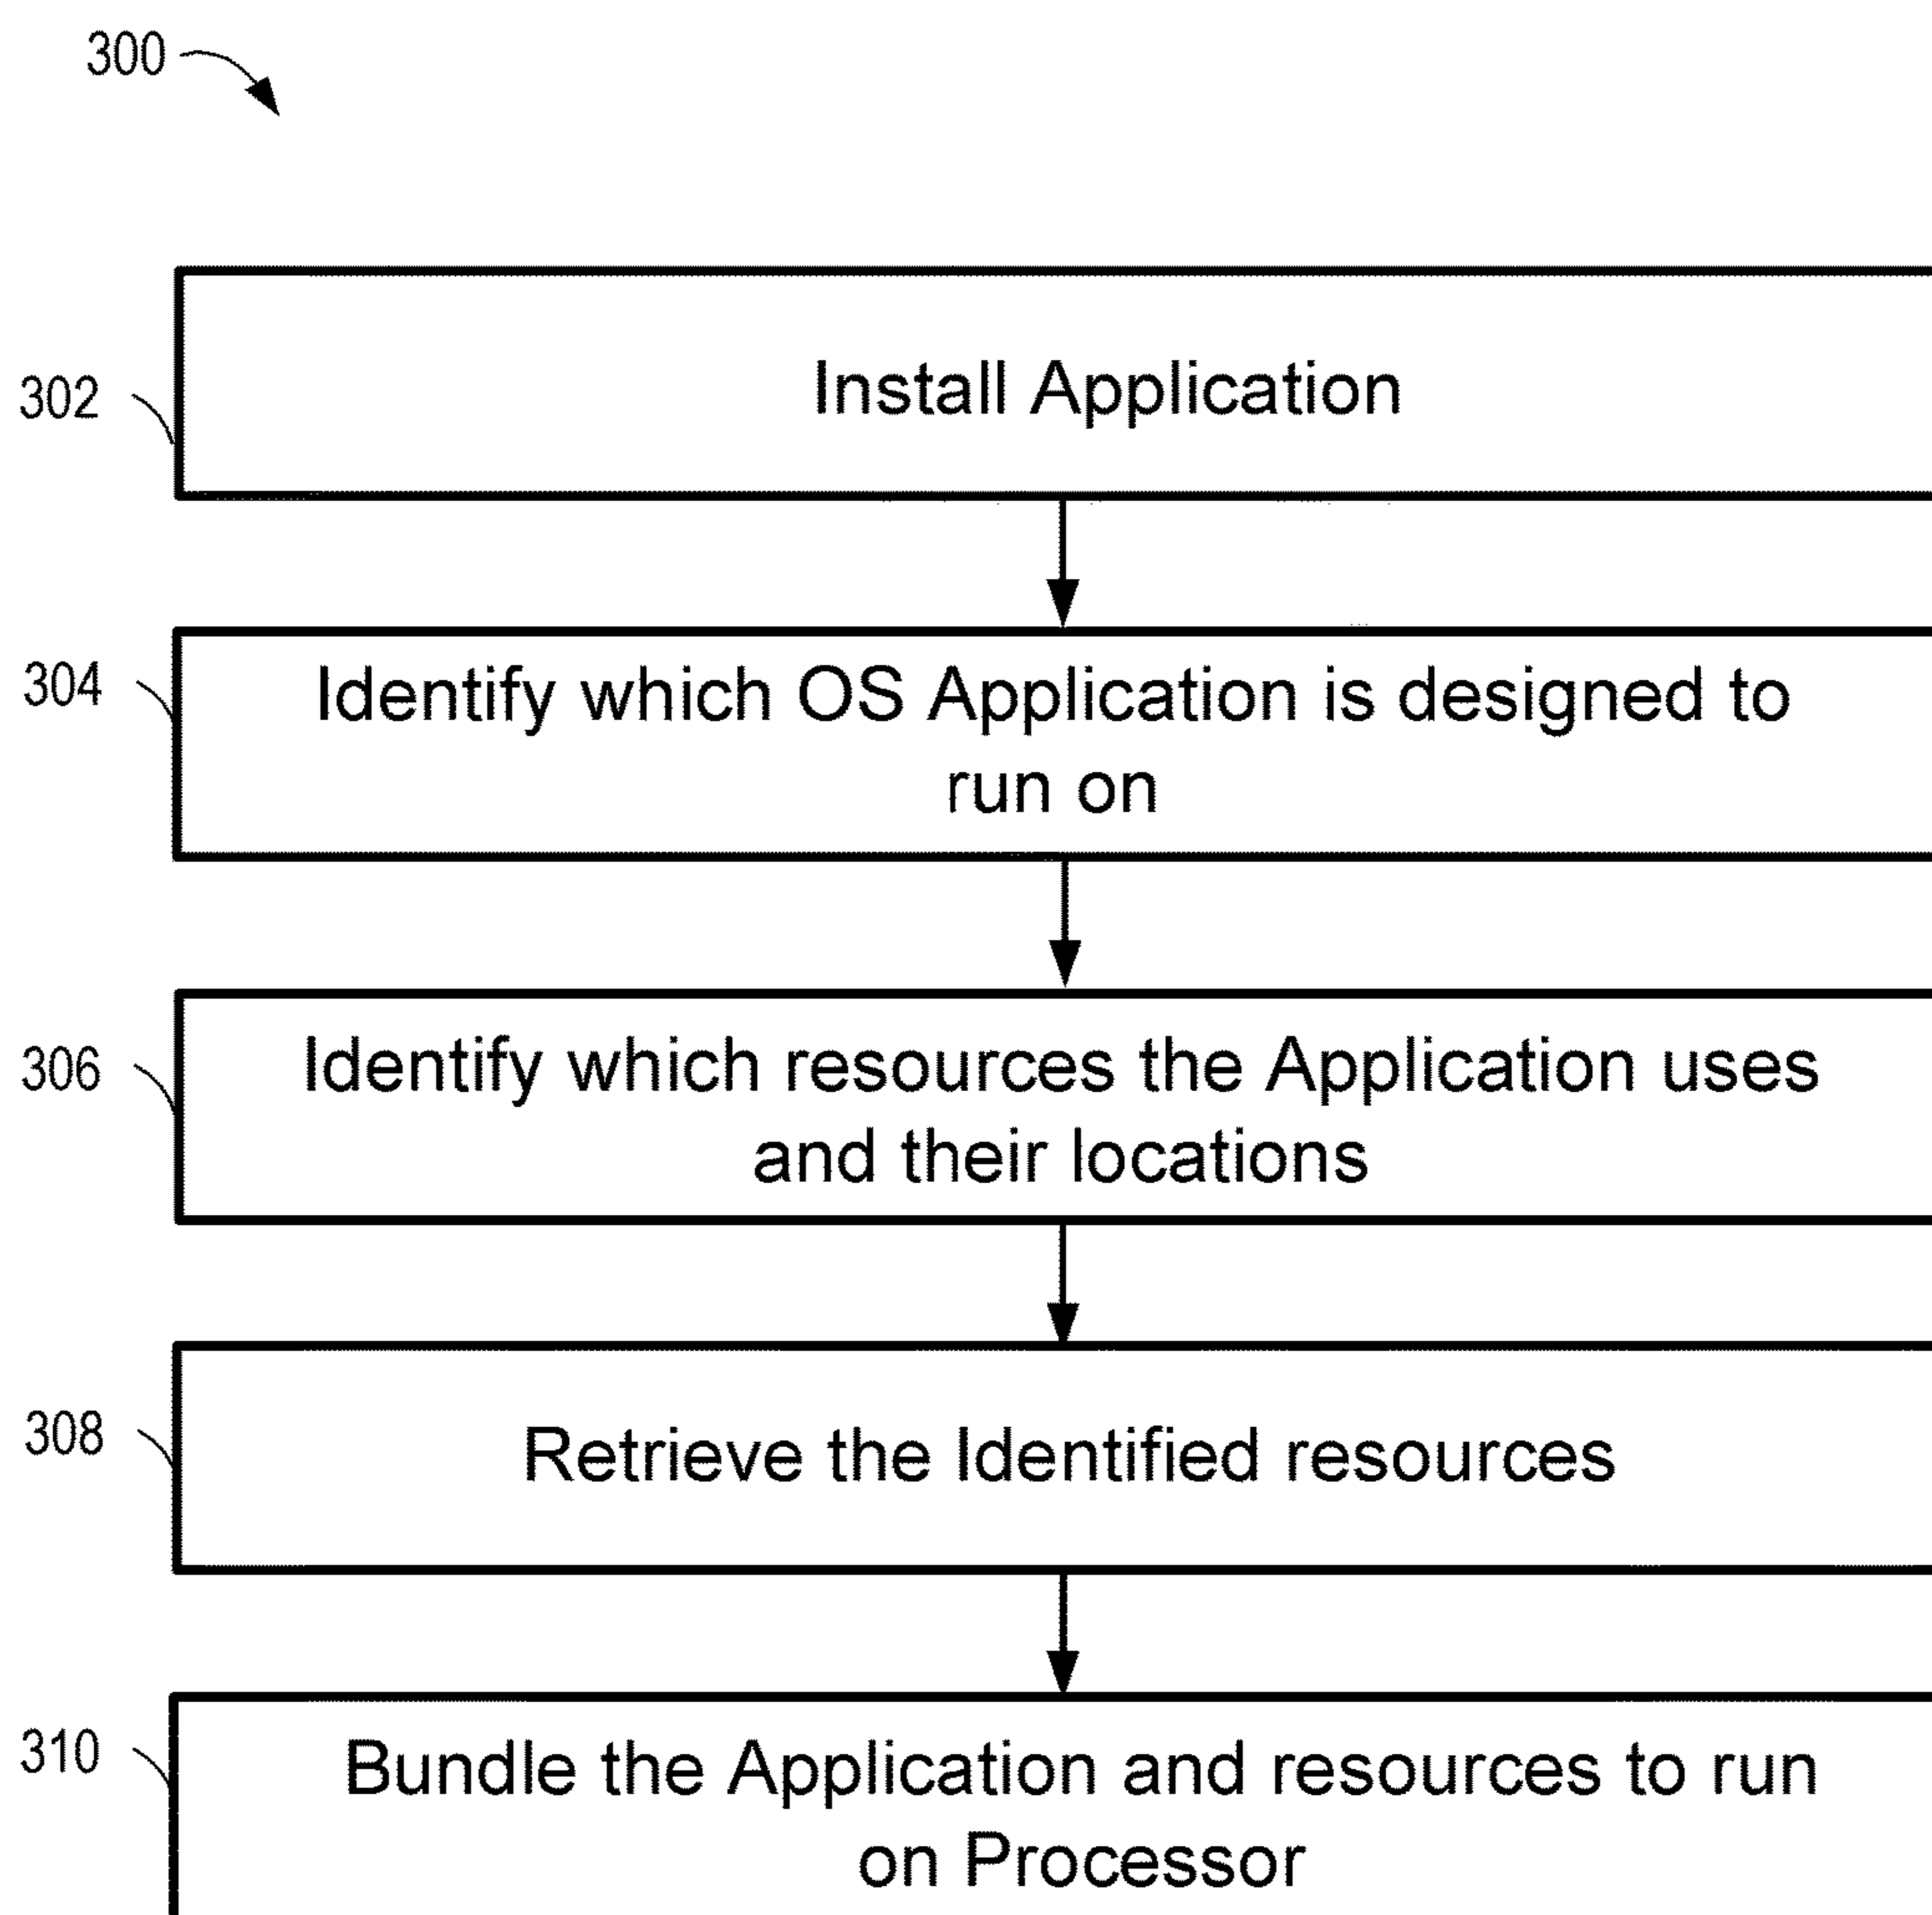 300
302
Install Application
304
Identify which OS Application is designed to
run on
306
Identify which resources the Application uses
and their locations
308
Retrieve the Identified resources
310
Bundle the Application and resources to run
on Processor